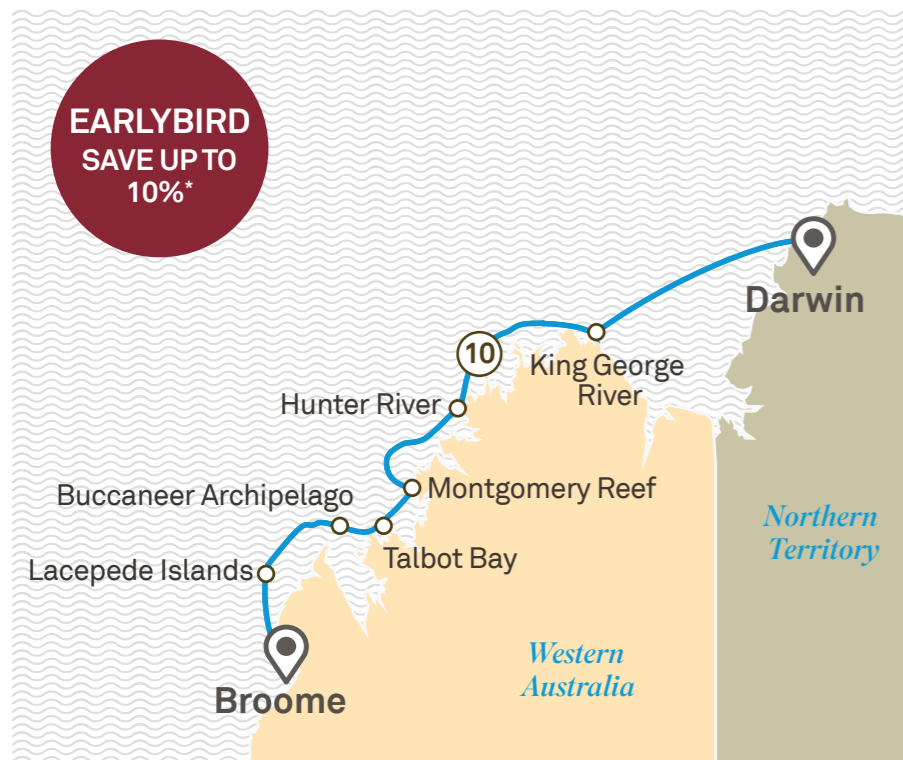 EARLYBIRD
SAVE UP TO
10%*
Darwin
10
King George
River
Hunter River
Montgomery Reef
Buccaneer Archipelago
Talbot Bay
Lacepede Islands
Northern
Territory
Western
Australia
Broome